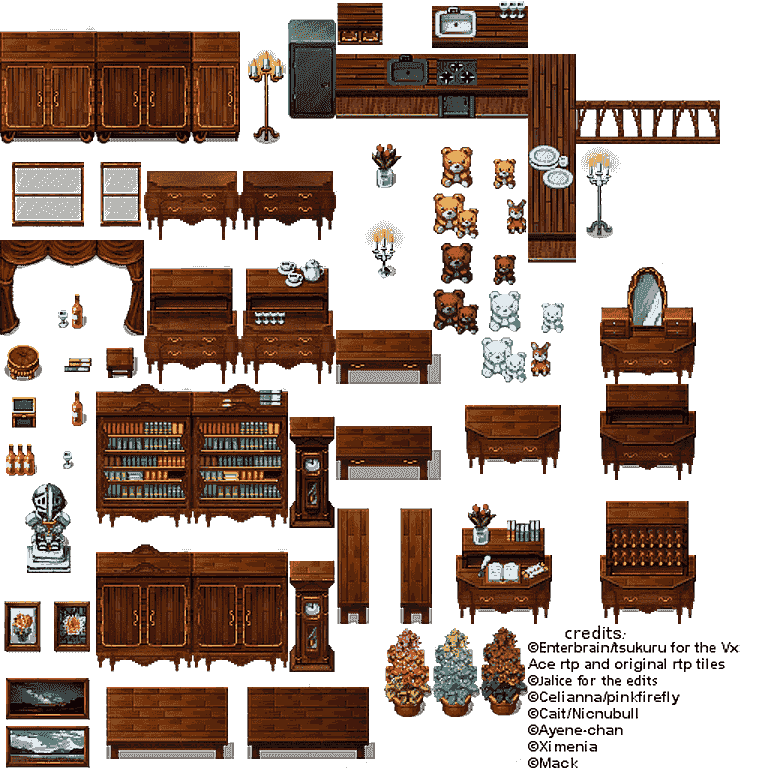 credits:
©Enterbrain/tsukuru for the Vx
Ace rtp and original rtp tiles
©Jalice for the edits
©Celianna/pinkfirefly
©Cait/Nicnubull
©Ayene-chan
©Ximenia
©Mack